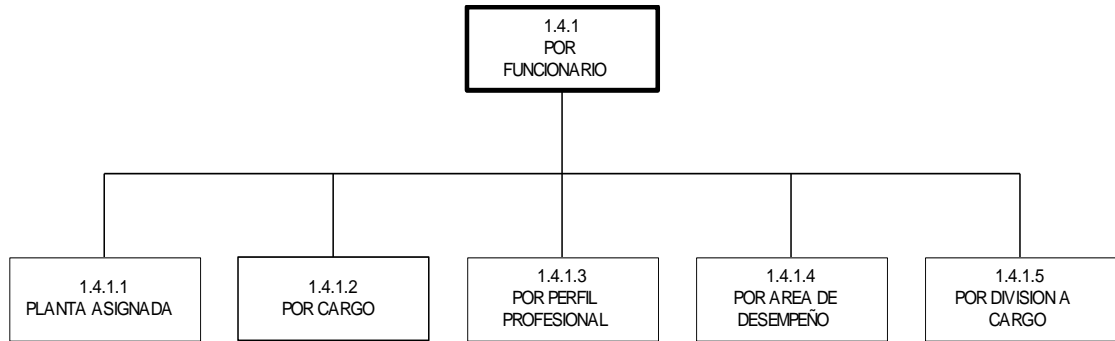 1.4.1
POR
FUNCIONARIO
1.4.1.1
PLANTA ASIGNADA
1.4.1.2
POR CARGO
1.4.1.3
POR PERFIL
PROFESIONAL
1.4.1.4
POR AREA DE
DESEMPEÑO
1.4.1.5
POR DIVISION A
CARGO